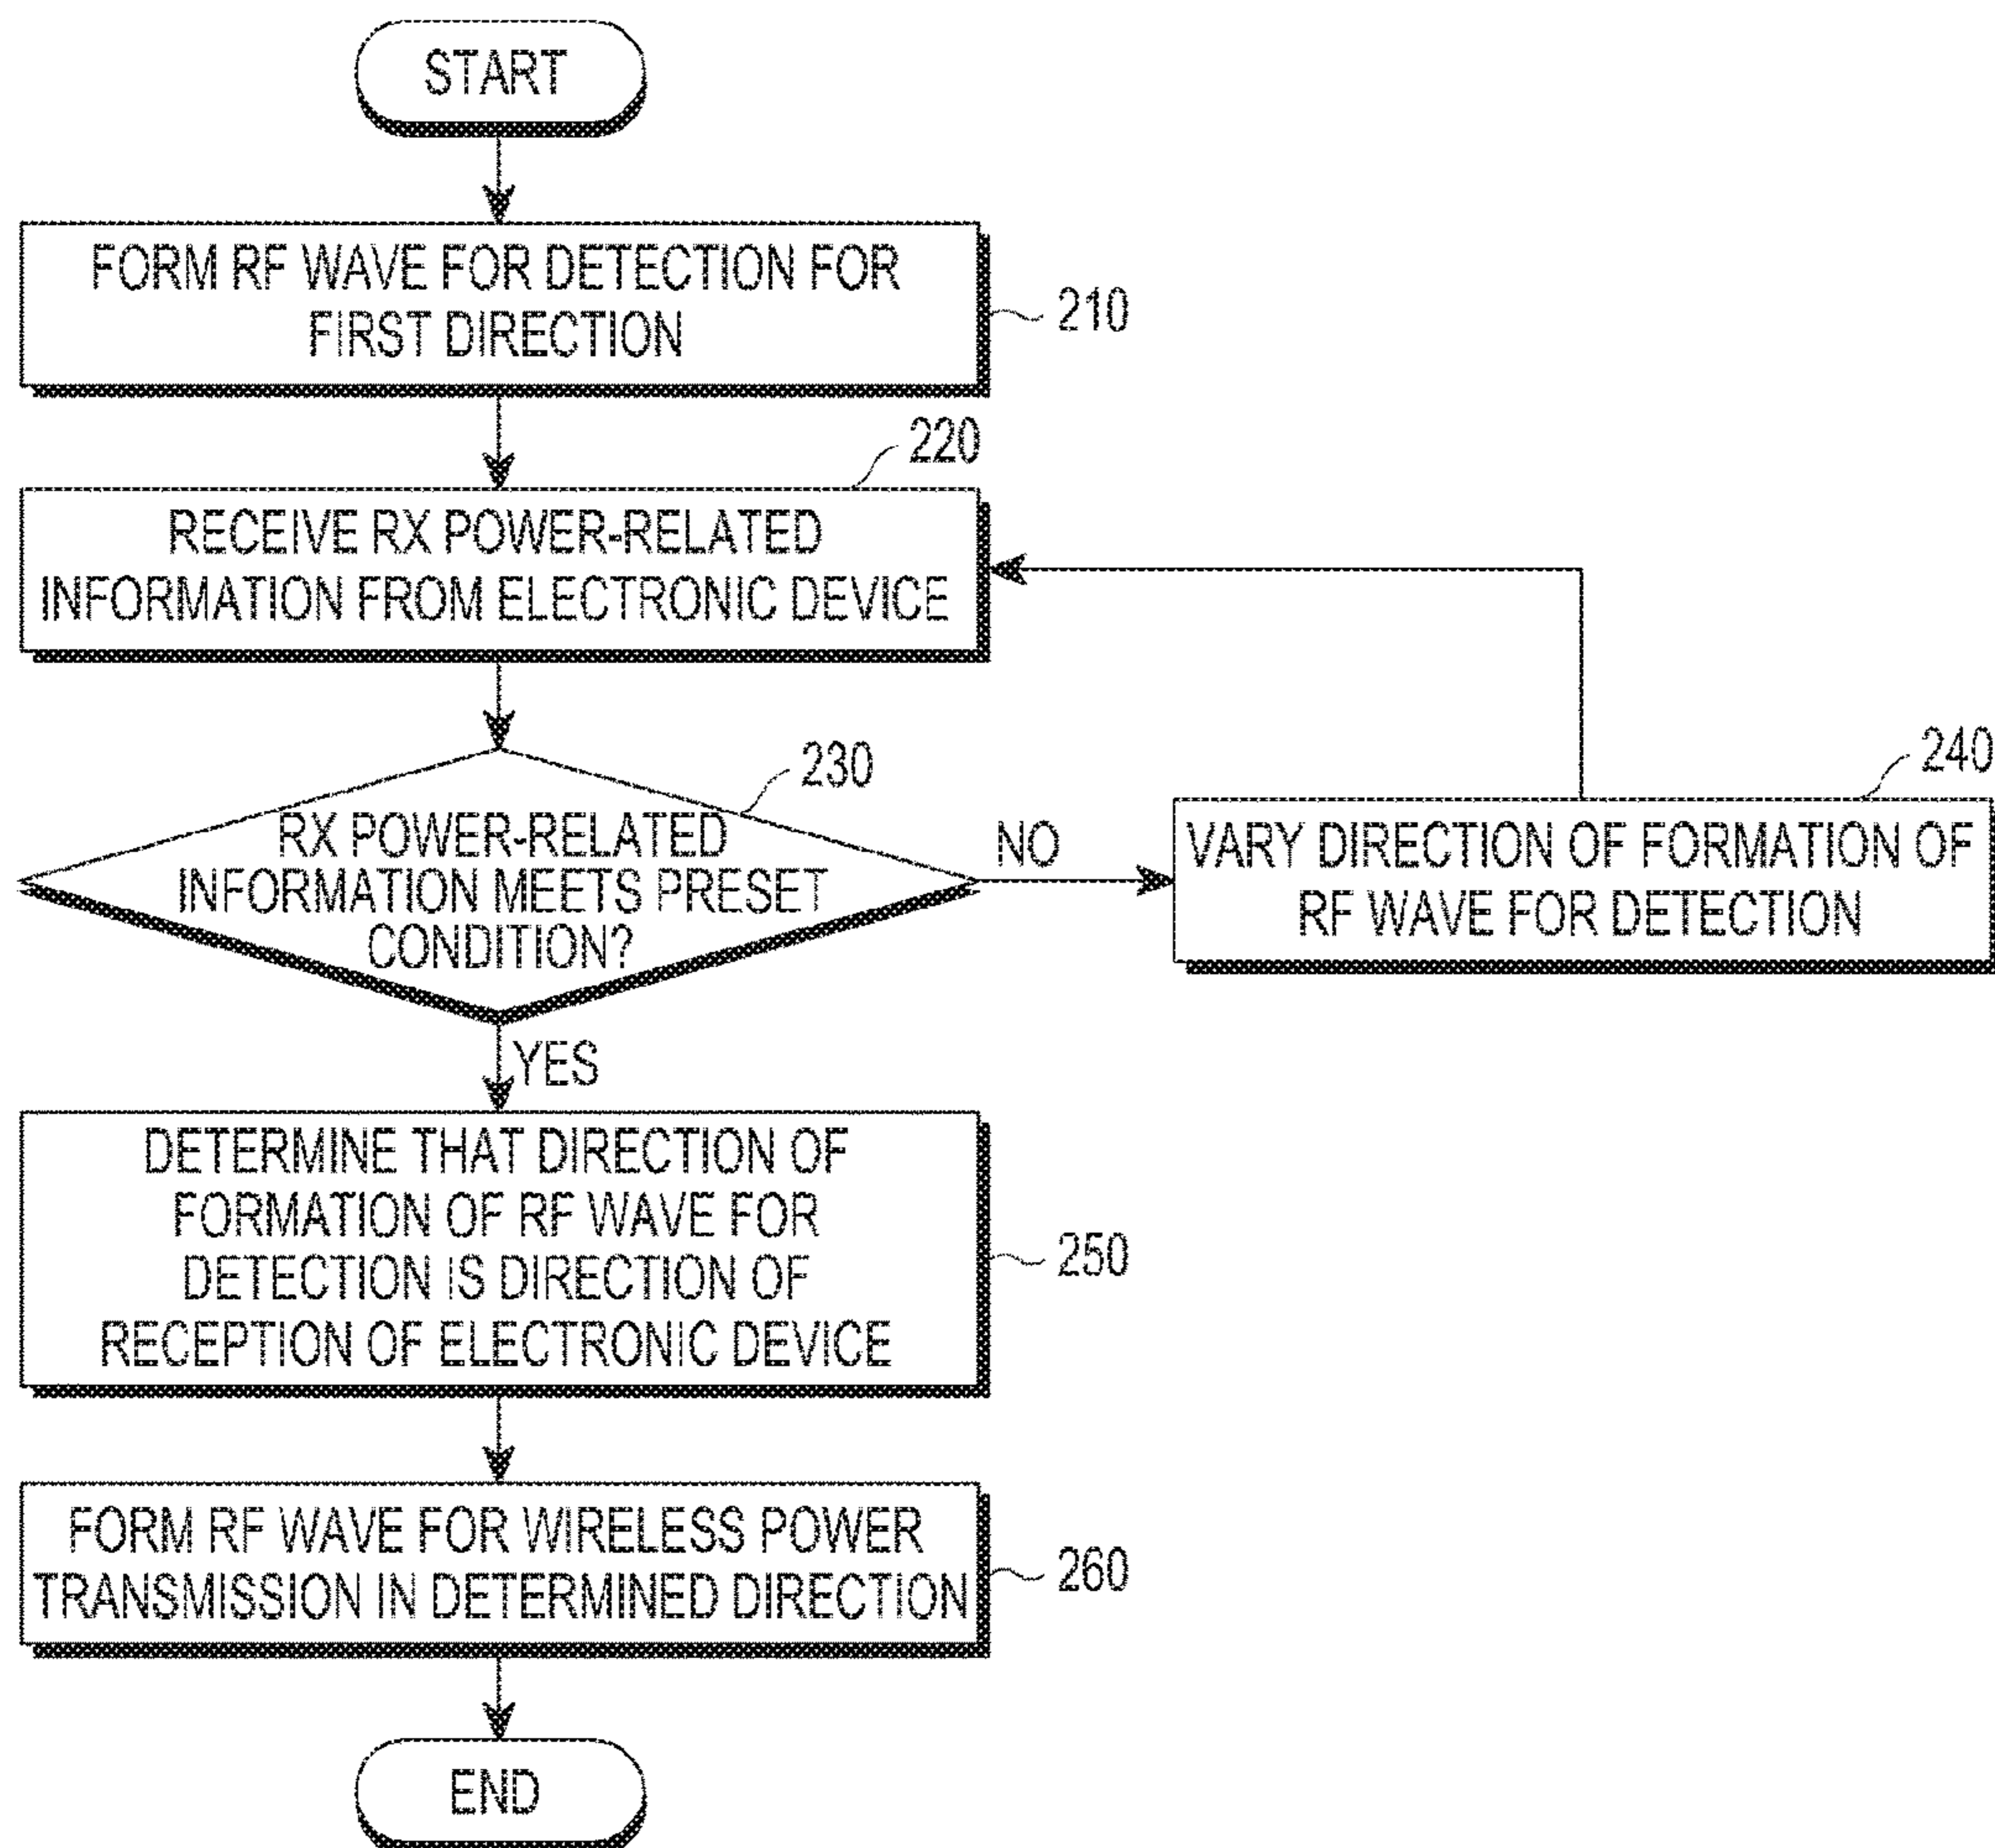 START
FORM RF WAVE FOR DETECTION FOR
FIRST DIRECTION
210
220
RECEIVE RX POWER-RELATED
INFORMATION FROM ELECTRONIC DEVICE
230
RX POWER-RELATED
INFORMATION MEETS PRESET
CONDITION?
NO
240
VARY DIRECTION OF FORMATION OF
RF WAVE FOR DETECTION
YES
DETERMINE THAT DIRECTION OF
FORMATION OF RF WAVE FOR
DETECTION IS DIRECTION OF
RECEPTION OF ELECTRONIC DEVICE
250
FORM RF WAVE FOR WIRELESS POWER
TRANSMISSION IN DETERMINED DIRECTION
260
END